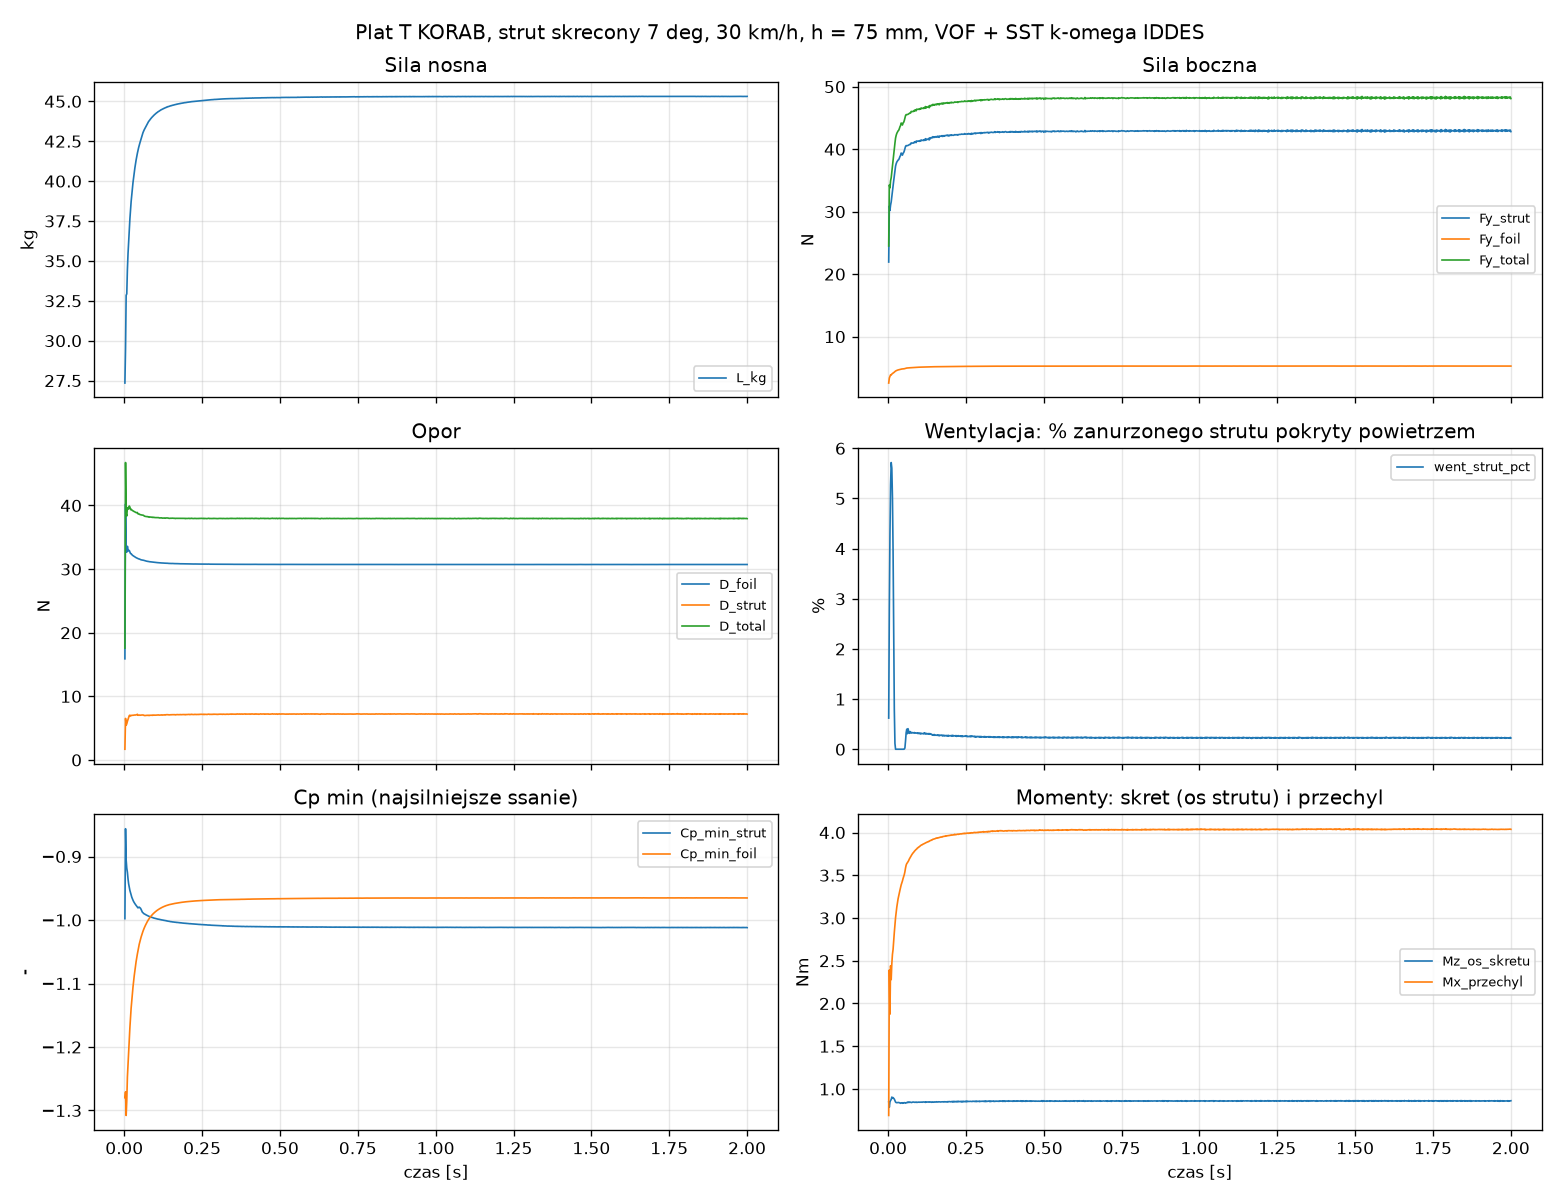 Plat T KORAB, strut skrecony 7 deg, 30 km/h, h = 75 mm, VOF + SST k-omega IDDES
Sila nosna
45.0
42.5
40.0
37.5
35.0
32.5
30.0
27.5
kg
L_kg
Sila boczna
50
40
30
20
10
N
Fy_strut
Fy_foil
Fy_total
Opor
40
30
20
10
0
N
D_foil
D_strut
D_total
Wentylacja: % zanurzonego strutu pokryty powietrzem
6
5
4
3
2
1
0
%
went_strut_pct
Cp min (najsilniejsze ssanie)
−0.9
−1.0
−1.1
−1.2
−1.3
-
Cp_min_strut
Cp_min_foil
0.00 0.25 0.50 0.75 1.00 1.25 1.50 1.75 2.00
czas [s]
Momenty: skret (os strutu) i przechyl
4.0
3.5
3.0
2.5
2.0
1.5
1.0
Nm
Mz_os_skretu
Mx_przechyl
0.00 0.25 0.50 0.75 1.00 1.25 1.50 1.75 2.00
czas [s]